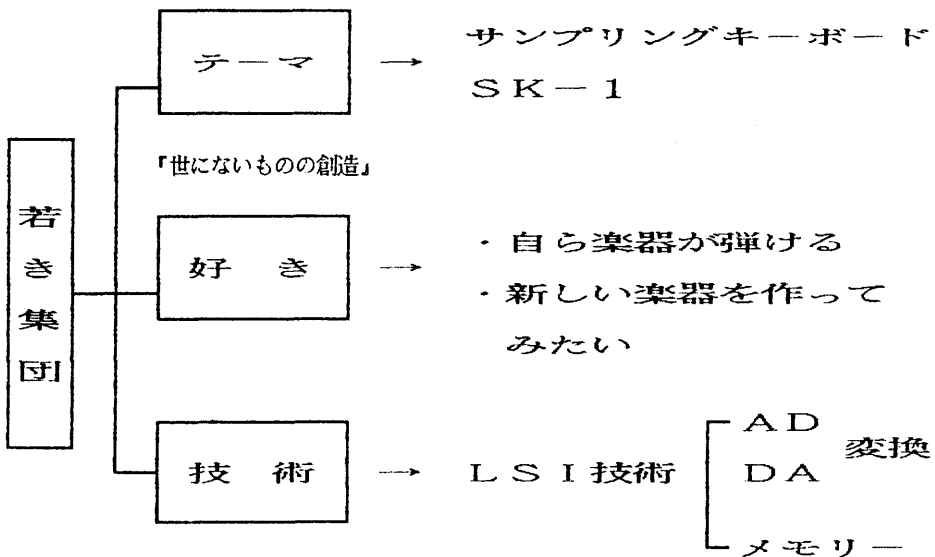 若き集団
テーマ → サンプリングキーボード
SK－1
『世にないものの創造』
好き → ・自ら楽器が弾ける
・新しい楽器を作って
みたい
技術 → LSI技術
AD
DA
変換
メモリー